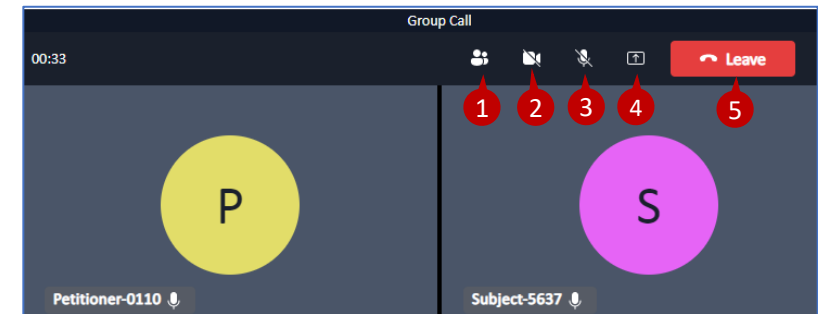 Group Call
00:33
Leave
1 2 3 4 5
P S
Petitioner-0110 Subject-5637